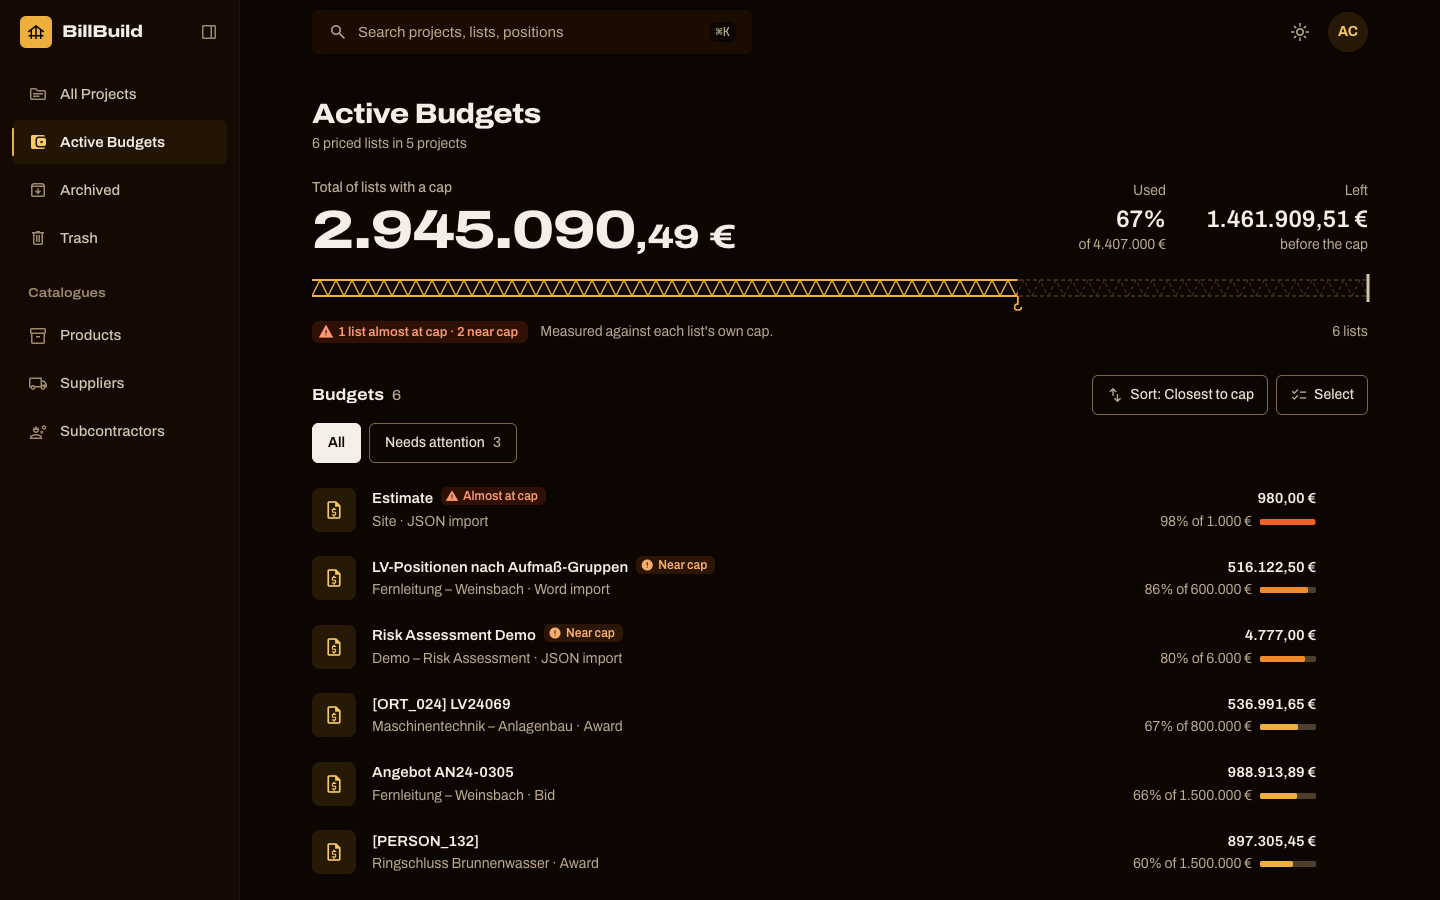 BillBuild
Search projects, lists, positions
⌘K
AC
All Projects
Active Budgets
Archived
Trash
Catalogues
Products
Suppliers
Subcontractors
Active Budgets
6 priced lists in 5 projects
Total of lists with a cap
2.945.090,49 €
Used
67%
of 4.407.000 €
Left
1.461.909,51 €
before the cap
1 list almost at cap · 2 near cap
Measured against each list's own cap.
6 lists
Budgets 6
Sort: Closest to cap
Select
All
Needs attention 3
Estimate Almost at cap 980,00 €
Site · JSON import 98% of 1.000 €
LV-Positionen nach Aufmaß-Gruppen Near cap 516.122,50 €
Fernleitung – Weinsbach · Word import 86% of 600.000 €
Risk Assessment Demo Near cap 4.777,00 €
Demo – Risk Assessment · JSON import 80% of 6.000 €
[ORT_024] LV24069 536.991,65 €
Maschinentechnik – Anlagenbau · Award 67% of 800.000 €
Angebot AN24-0305 988.913,89 €
Fernleitung – Weinsbach · Bid 66% of 1.500.000 €
[PERSON_132] 897.305,45 €
Ringschluss Brunnenwasser · Award 60% of 1.500.000 €